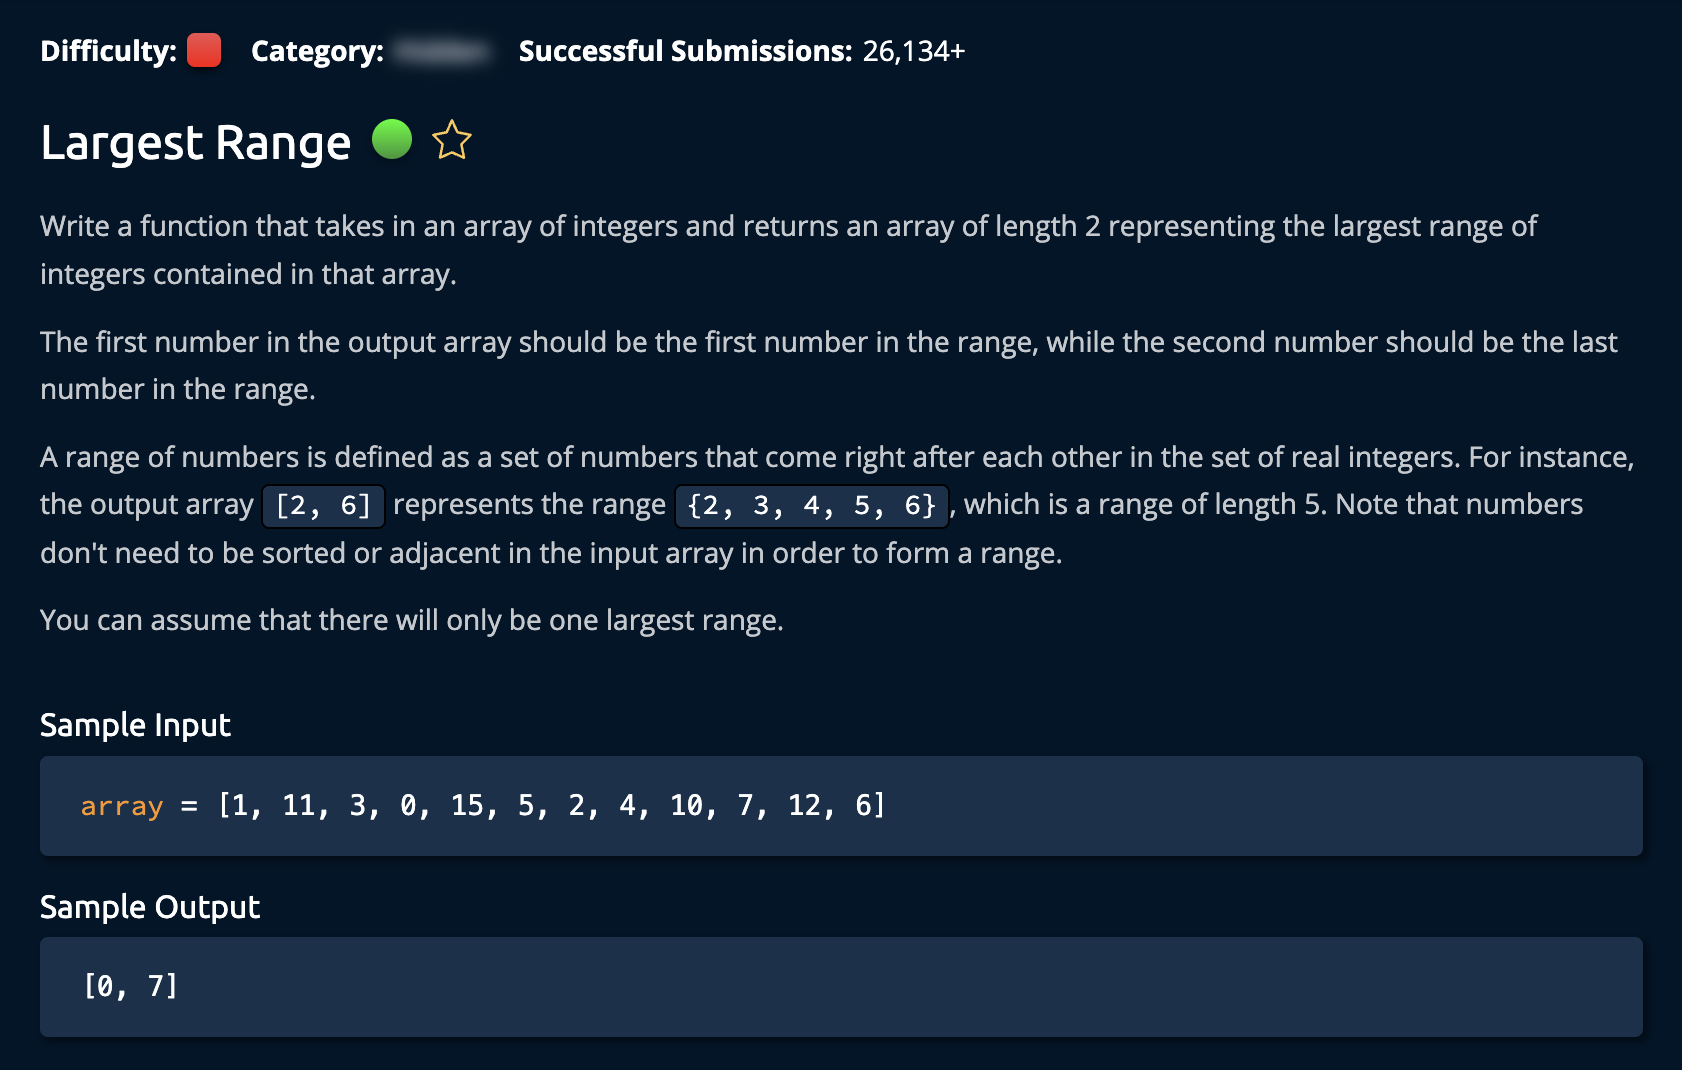 Difficulty: Category: Successful Submissions: 26,134+
Largest Range
Write a function that takes in an array of integers and returns an array of length 2 representing the largest range of
integers contained in that array.
The first number in the output array should be the first number in the range, while the second number should be the last
number in the range.
A range of numbers is defined as a set of numbers that come right after each other in the set of real integers. For instance,
the output array [2, 6] represents the range {2, 3, 4, 5, 6}, which is a range of length 5. Note that numbers
don't need to be sorted or adjacent in the input array in order to form a range.
You can assume that there will only be one largest range.
Sample Input
array = [1, 11, 3, 0, 15, 5, 2, 4, 10, 7, 12, 6]
Sample Output
[0, 7]